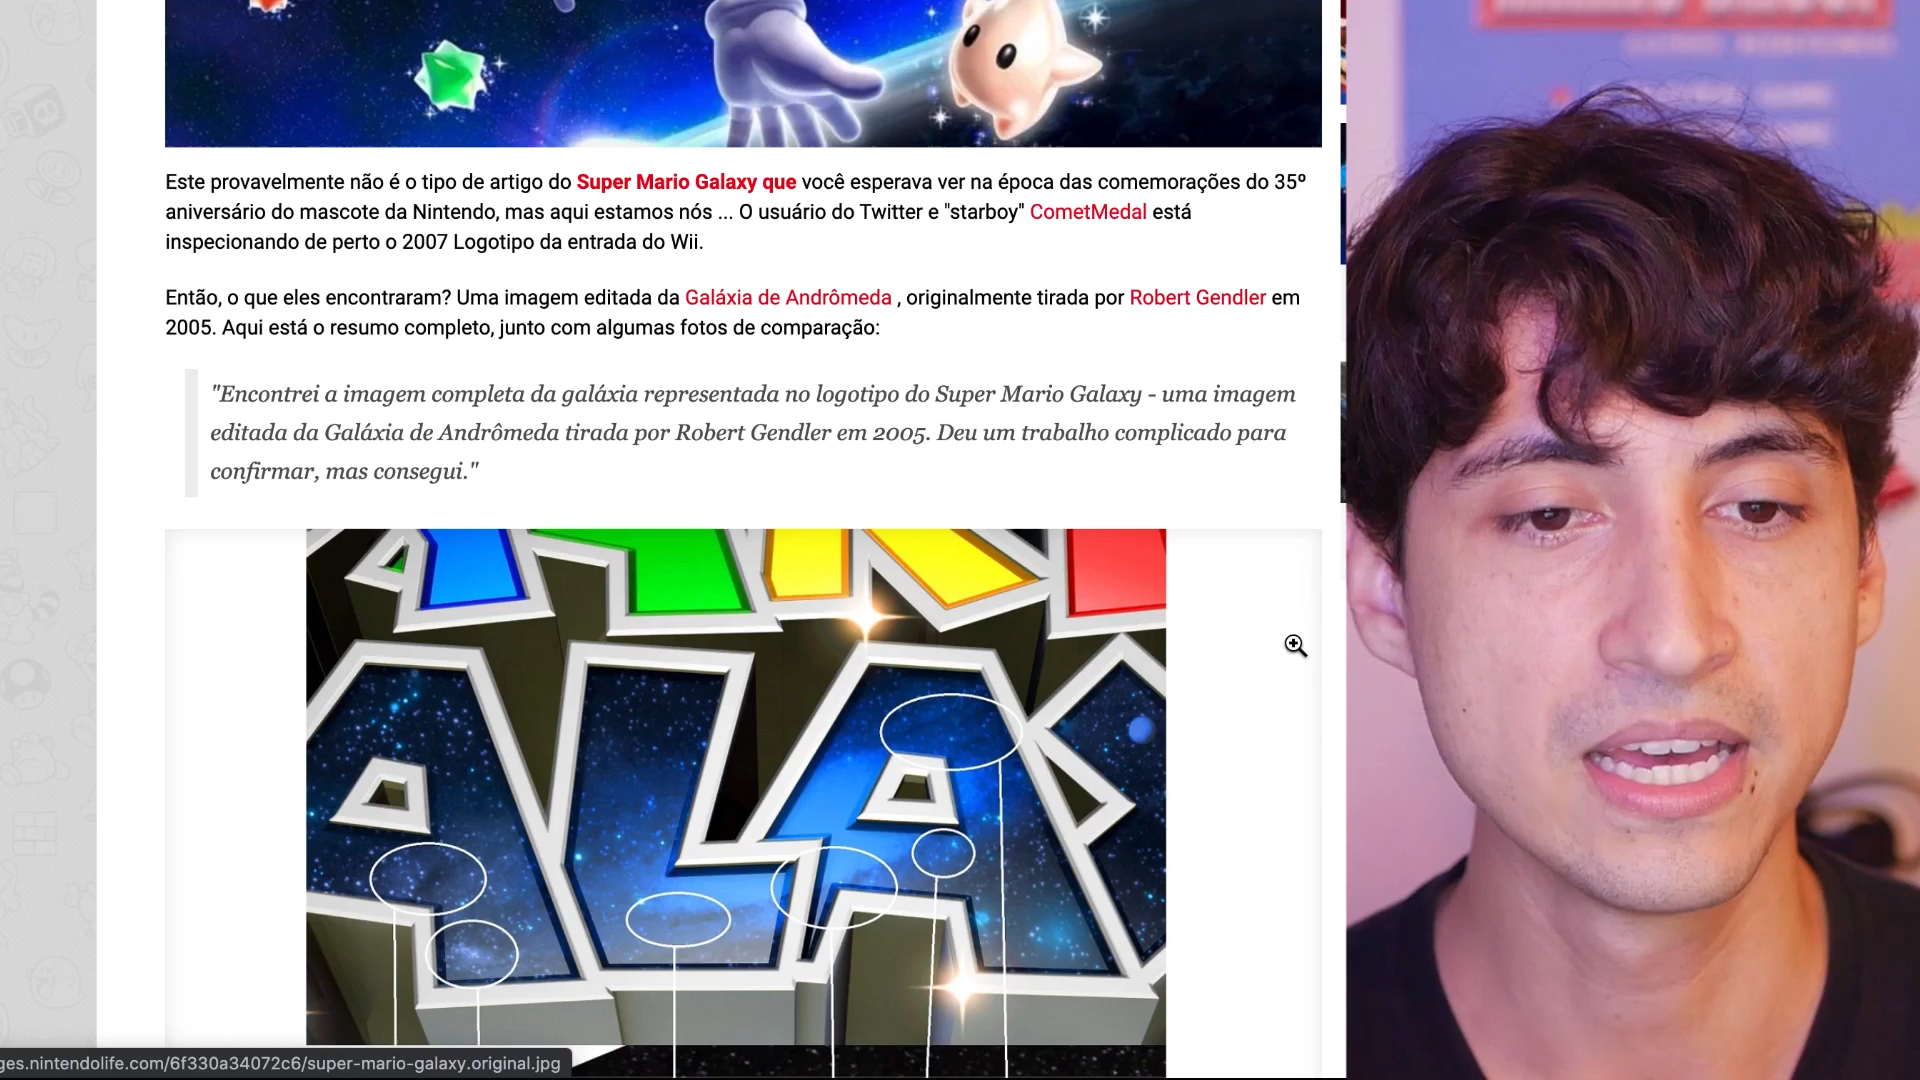 Este provavelmente não é o tipo de artigo do Super Mario Galaxy que você esperava ver na época das comemorações do 35º
aniversário do mascote da Nintendo, mas aqui estamos nós ... O usuário do Twitter e "starboy" CometMedal está
inspecionando de perto o 2007 Logotipo da entrada do Wii.
Então, o que eles encontraram? Uma imagem editada da Galáxia de Andrômeda , originalmente tirada por Robert Gendler em
2005. Aqui está o resumo completo, junto com algumas fotos de comparação:
"Encontrei a imagem completa da galáxia representada no logotipo do Super Mario Galaxy - uma imagem
editada da Galáxia de Andrômeda tirada por Robert Gendler em 2005. Deu um trabalho complicado para
confirmar, mas consegui."
ALA
ges.nintendolife.com/6f330a34072c6/super-mario-galaxy.original.jpg